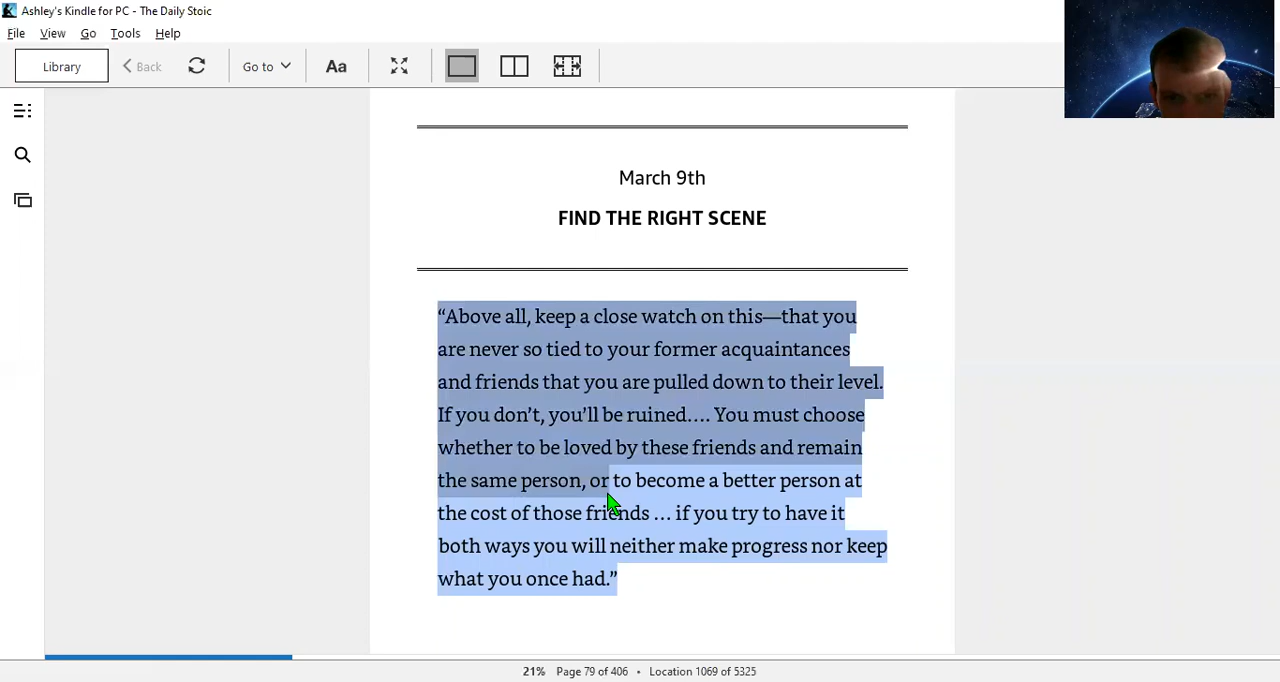 Ashley's Kindle for PC - The Daily Stoic
File View Go Tools Help
Library Back Go to Aa
March 9th
FIND THE RIGHT SCENE
“Above all, keep a close watch on this—that you
are never so tied to your former acquaintances
and friends that you are pulled down to their level.
If you don’t, you’ll be ruined.… You must choose
whether to be loved by these friends and remain
the same person, or to become a better person at
the cost of those friends … if you try to have it
both ways you will neither make progress nor keep
what you once had.”
21% Page 79 of 406 • Location 1069 of 5325